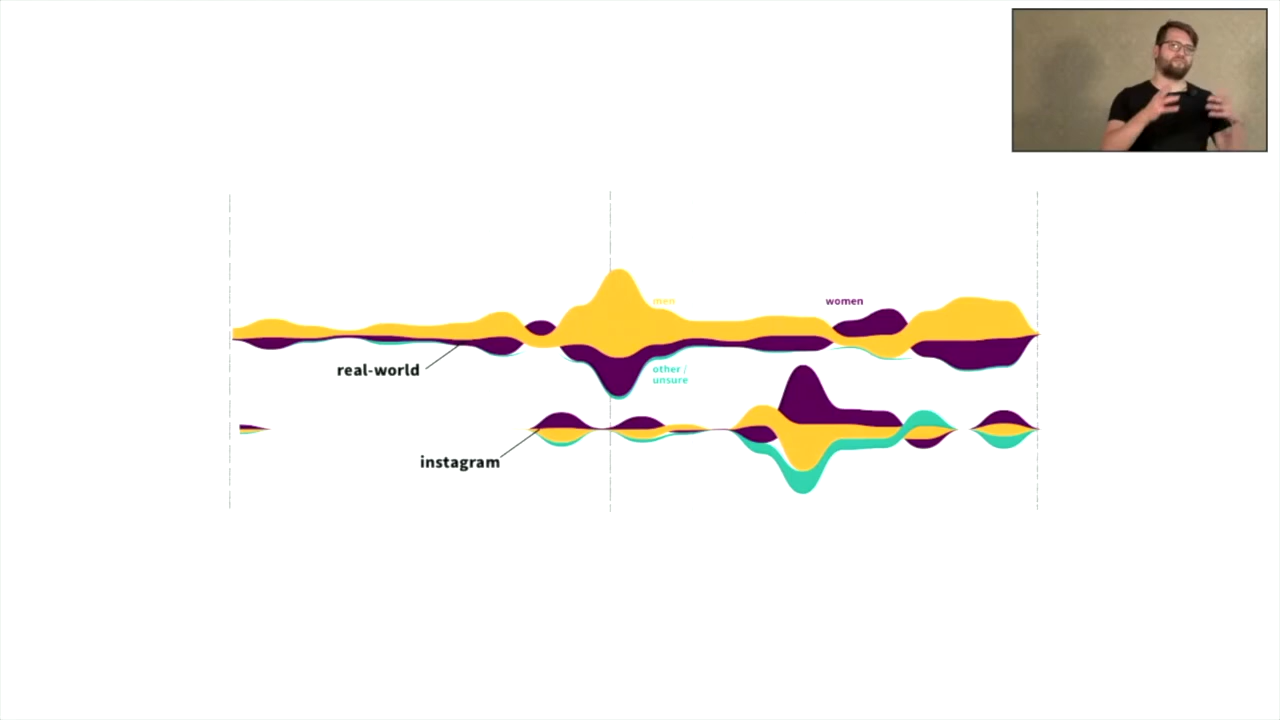 men
women
real-world
other /
unsure
instagram